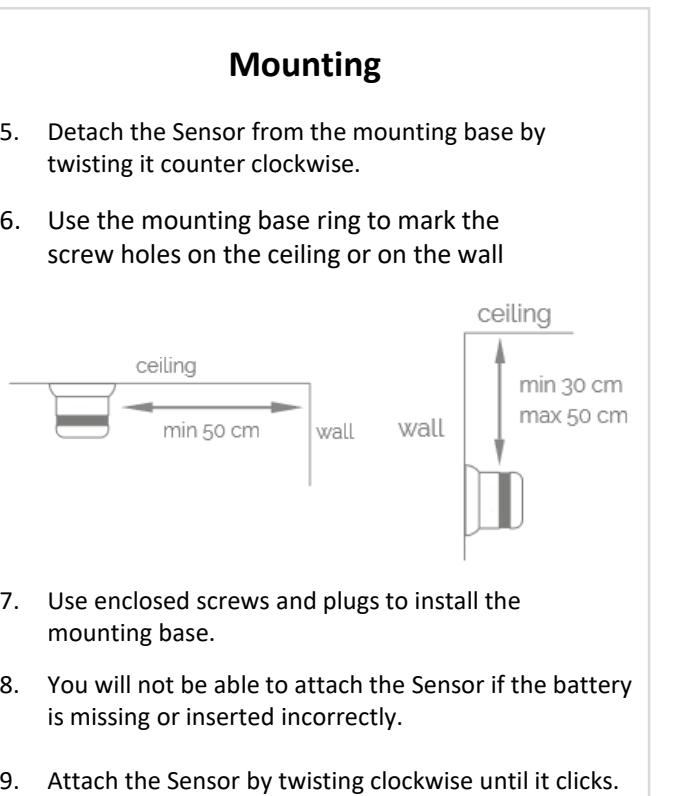 Mounting
5. Detach the Sensor from the mounting base by
twisting it counter clockwise.
6. Use the mounting base ring to mark the
screw holes on the ceiling or on the wall
ceiling
min 50 cm
wall
ceiling
min 30 cm
max 50 cm
wall
7. Use enclosed screws and plugs to install the
mounting base.
8. You will not be able to attach the Sensor if the battery
is missing or inserted incorrectly.
9. Attach the Sensor by twisting clockwise until it clicks.